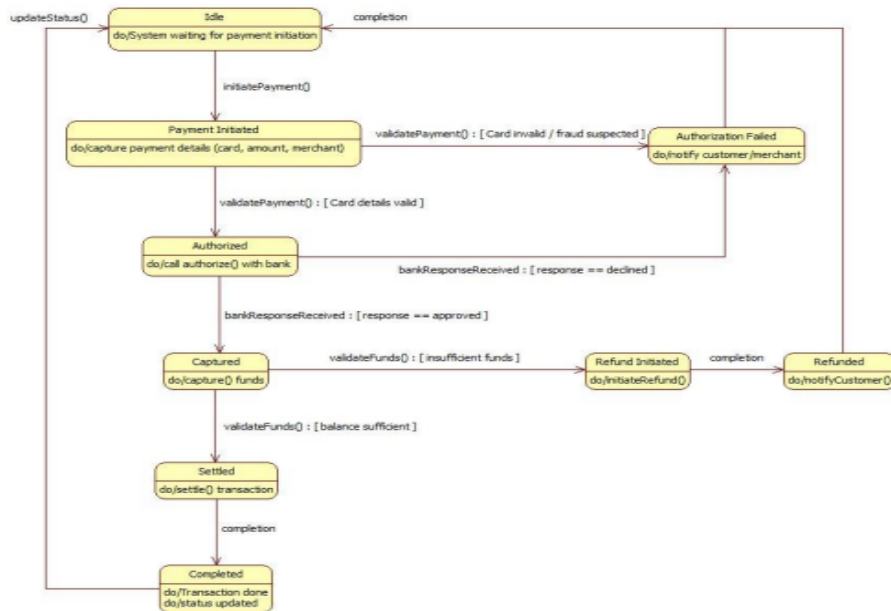 updateStatus()
Idle
completion
do/System waiting for payment initiation
initiatePayment()
Payment Initiated
do/capture payment details (card, amount, merchant)
validatePayment() : [ Card invalid / fraud suspected ]
Authorization Failed
do/notify customer/merchant
validatePayment() : [ Card details valid ]
Authorized
do/call authorize() with bank
bankResponseReceived : [ response == declined ]
bankResponseReceived : [ response == approved ]
Captured
do/capture() funds
validateFunds() : [ insufficient funds ]
Refund Initiated
do/initiateRefund()
completion
Refunded
do/notifyCustomer()
validateFunds() : [ balance sufficient ]
Settled
do/settle() transaction
completion
Completed
do/Transaction done
do/status updated